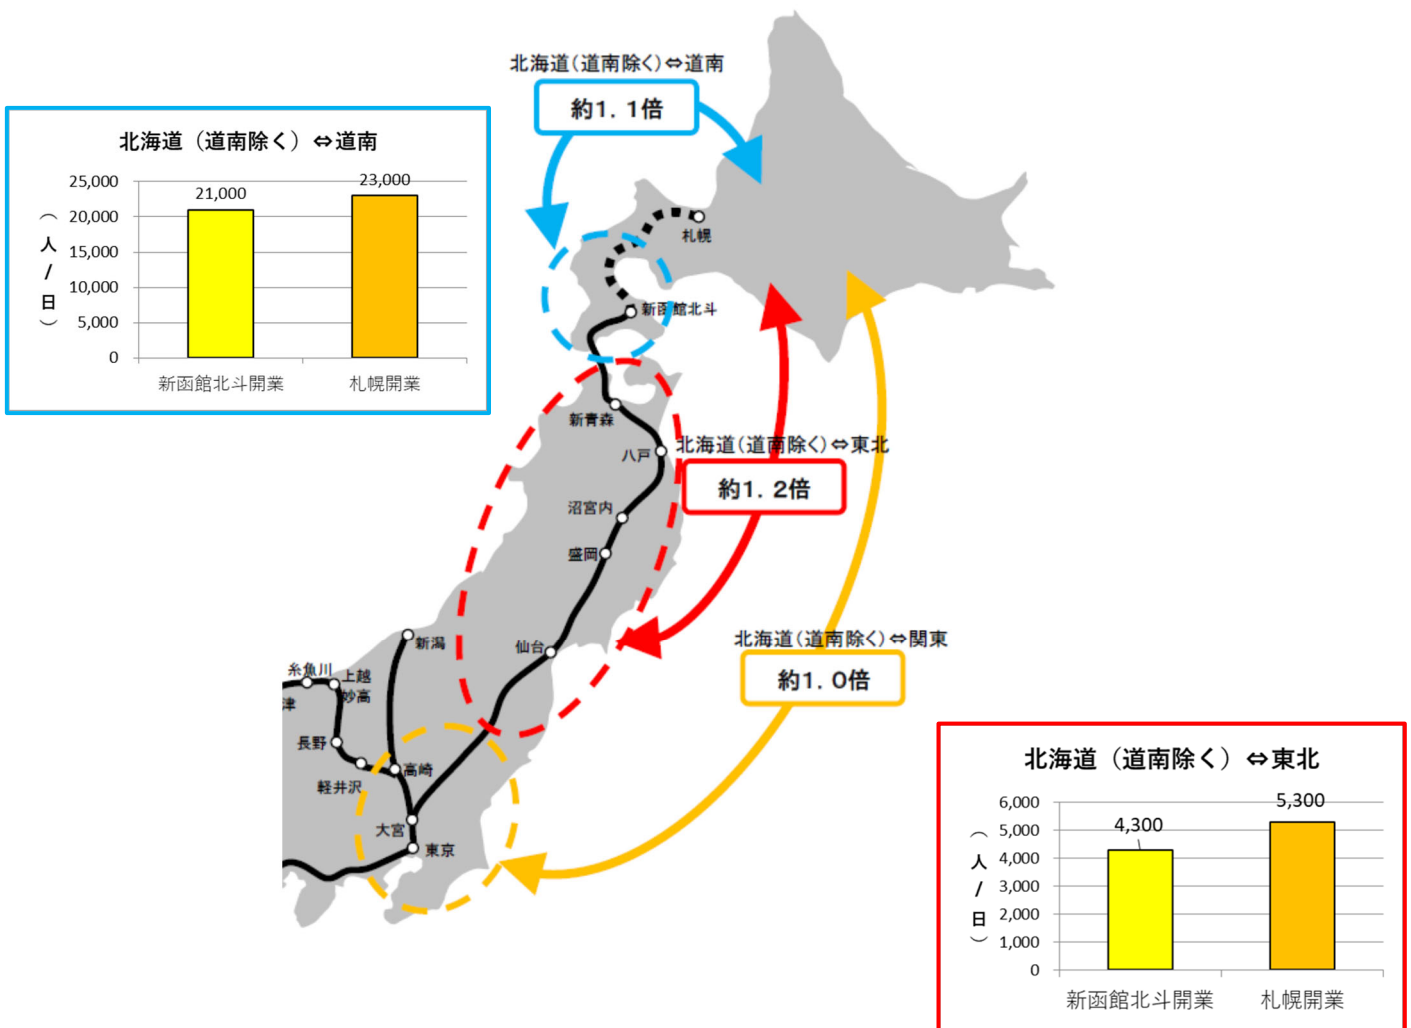 北海道(道南除く)⇔道南
約1.1倍
北海道（道南除く）⇔道南
25,000
20,000
15,000
10,000
5,000
0
（人/日）
21,000
23,000
新函館北斗開業
札幌開業
札幌
新函館北斗
新青森
八戸
沼宮内
盛岡
仙台
北海道(道南除く)⇔東北
約1.2倍
北海道(道南除く)⇔関東
約1.0倍
新潟
糸魚川
上越
妙高
津
長野
軽井沢
高崎
大宮
東京
北海道（道南除く）⇔東北
6,000
5,000
4,000
3,000
2,000
1,000
0
（人/日）
4,300
5,300
新函館北斗開業
札幌開業